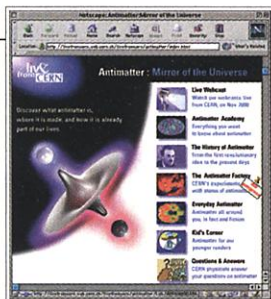 Netscape: Antimatter:Mirror of the Universe
live
from CERN
Antimatter : Mirror of the Universe
Discover what antimatter is,
where it is made, and how it is already
part of our lives.
Live Webcast
Watch our webcasts live
from CERN, on Nov 2000
Antimatter Academy
Everything you want
to know about antimatter
The History of Antimatter
from the first revolutionary
idea to the present days
The Antimatter Factory
CERN's experiments
with atoms of antimatter
Everyday Antimatter
Antimatter all around
you, in fact and fiction
Kid's Corner
Antimatter for our
younger readers
Questions & Answers
CERN physicists answer
your questions on antimatter